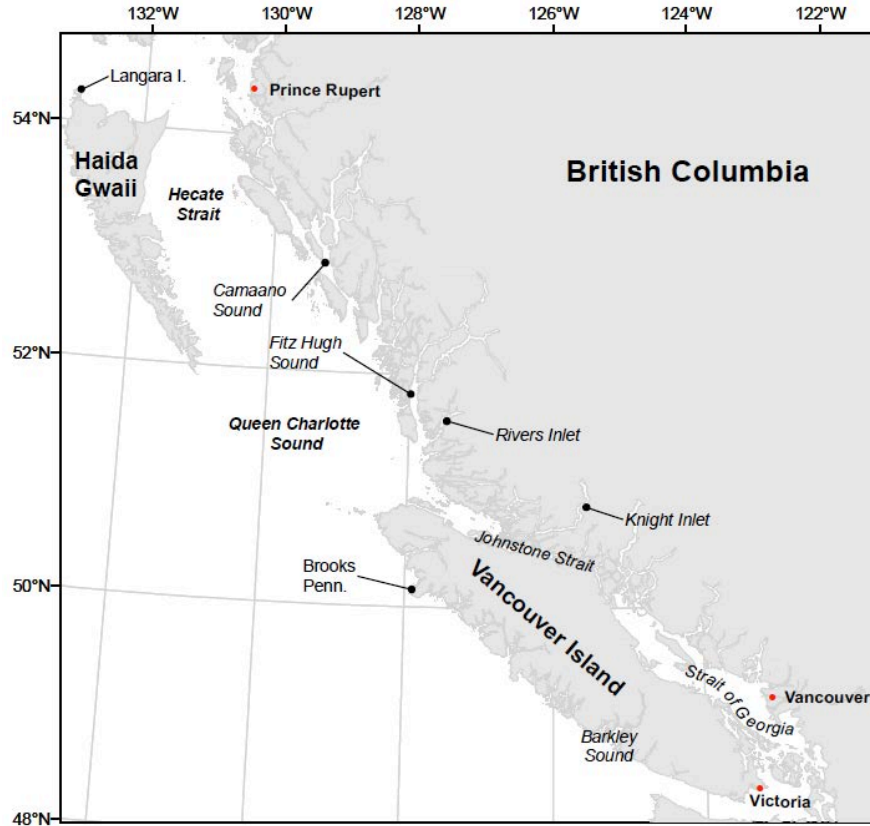 132°W 130°W 128°W 126°W 124°W 122°W
Langara I.
Prince Rupert
54°N
Haida
Gwaii
British Columbia
Hecate
Strait
Camaano
Sound
Fitz Hugh
Sound
52°N
Queen Charlotte
Sound
Rivers Inlet
Knight Inlet
Johnstone Strait
Brooks
Penn.
50°N
Vancouver Island
Strait of Georgia
Vancouver
Barkley
Sound
Victoria
48°N